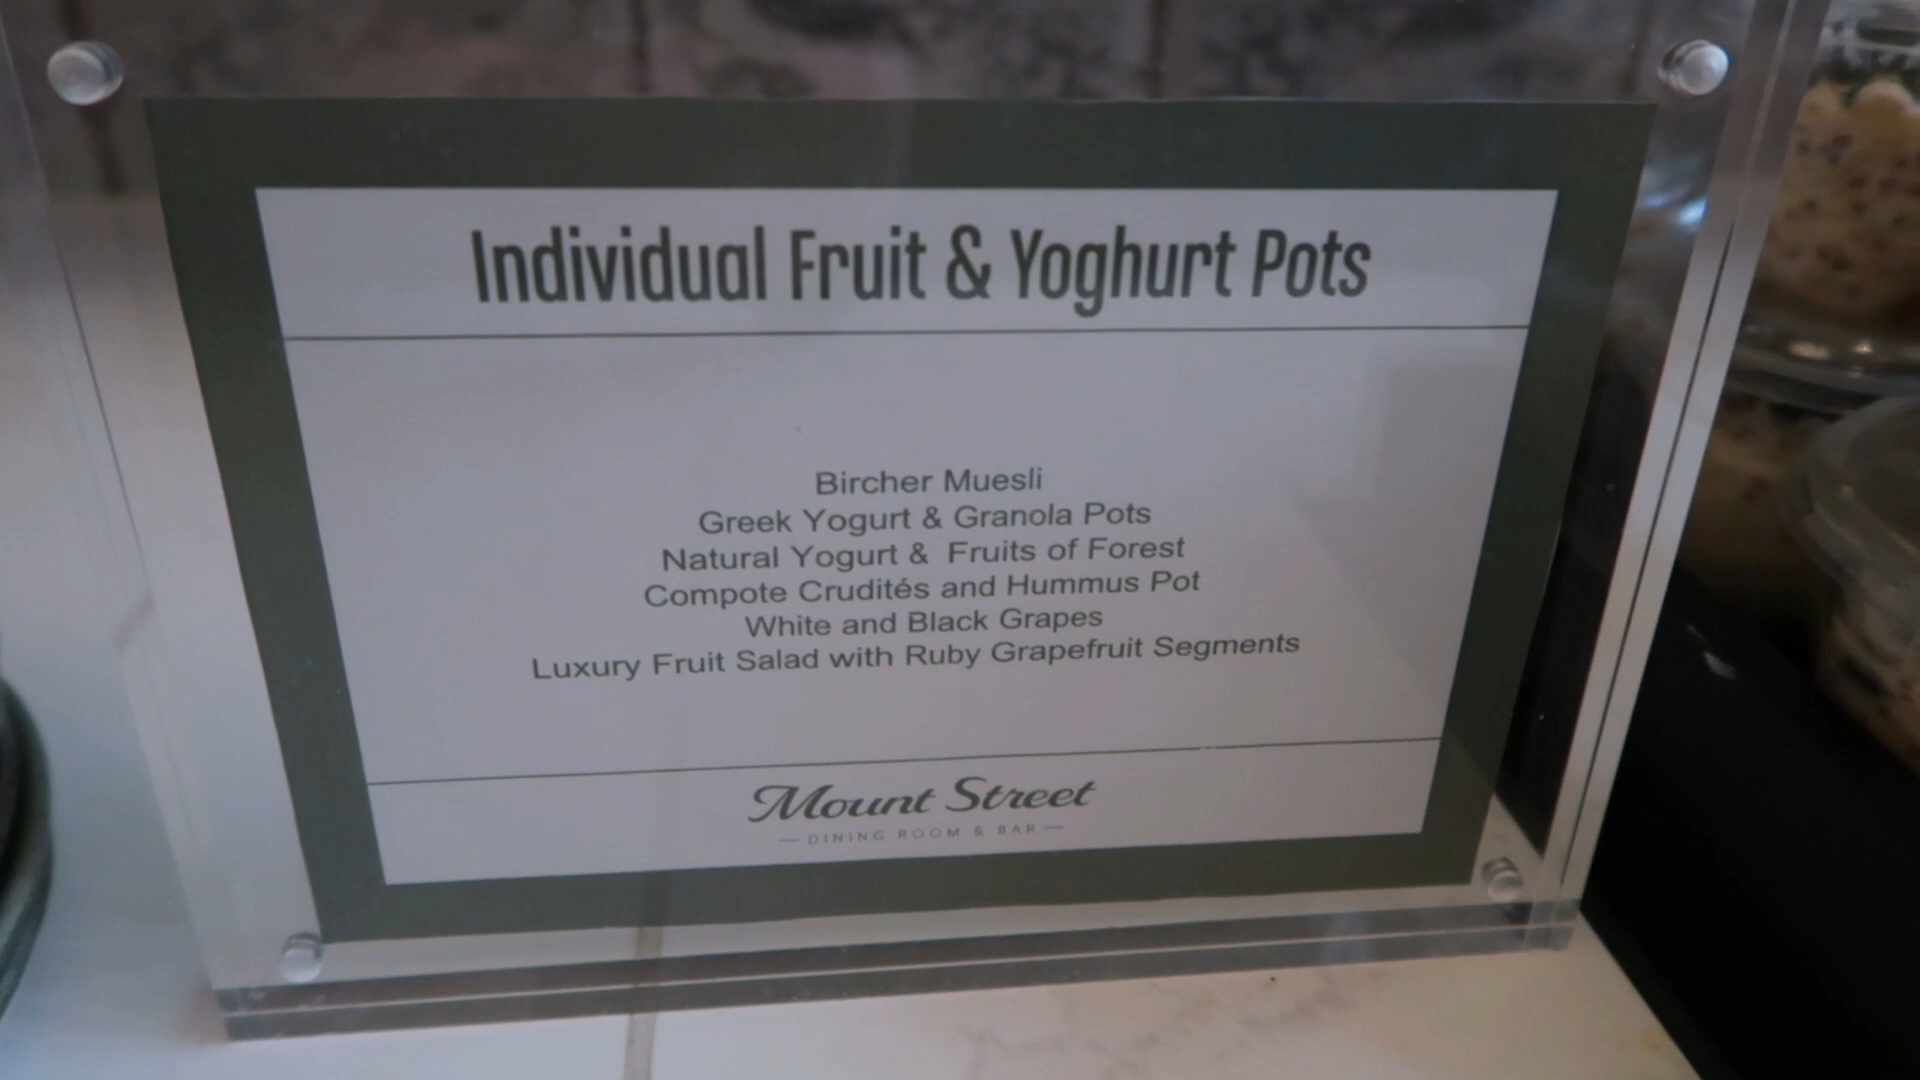 Individual Fruit & Yoghurt Pots
Bircher Muesli
Greek Yogurt & Granola Pots
Natural Yogurt & Fruits of Forest
Compote Crudités and Hummus Pot
White and Black Grapes
Luxury Fruit Salad with Ruby Grapefruit Segments
Mount Street
— DINING ROOM & BAR —